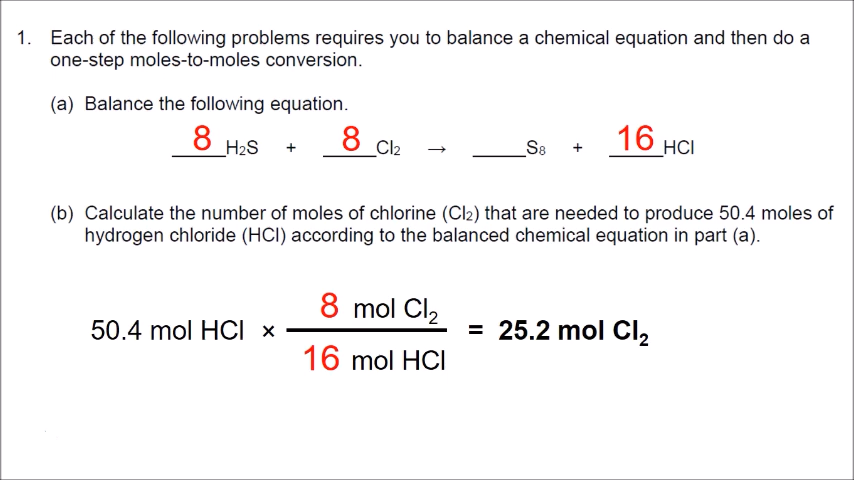 1. Each of the following problems requires you to balance a chemical equation and then do a
one-step moles-to-moles conversion.
(a) Balance the following equation.
8 H₂S + 8 Cl₂ → _____S₈ + 16 HCl
(b) Calculate the number of moles of chlorine (Cl₂) that are needed to produce 50.4 moles of
hydrogen chloride (HCl) according to the balanced chemical equation in part (a).
8 mol Cl₂
50.4 mol HCl × = 25.2 mol Cl₂
16 mol HCl